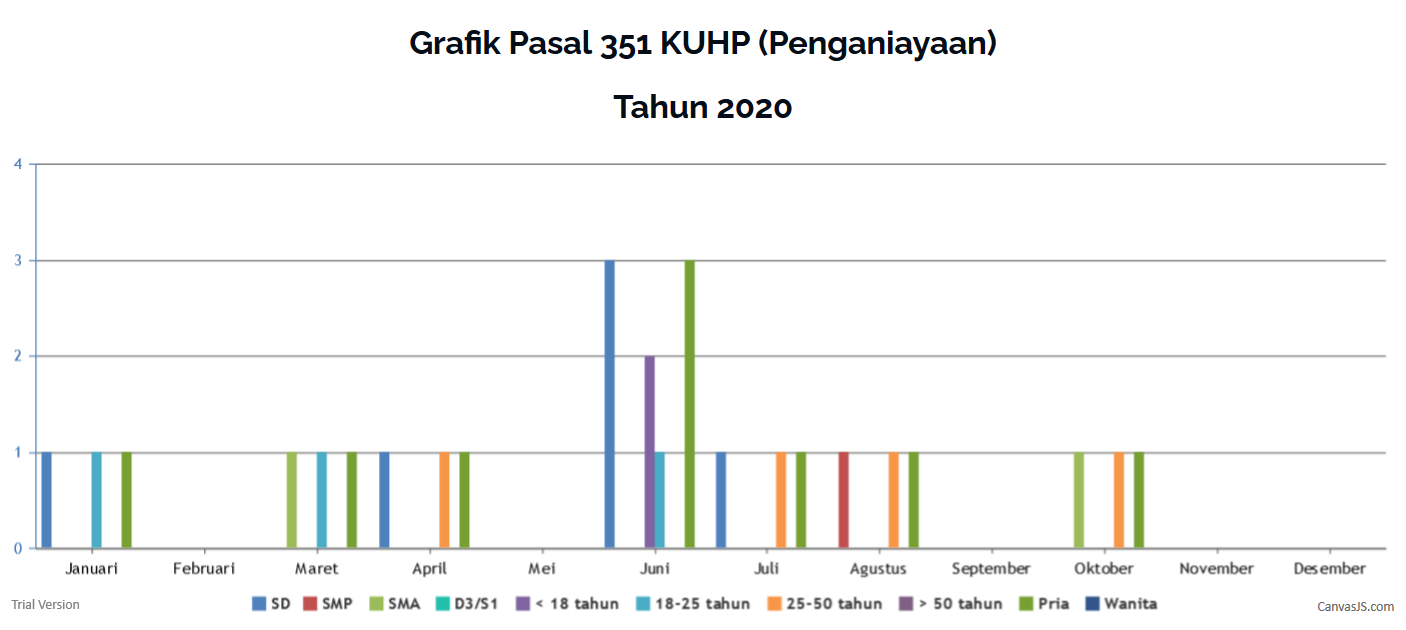 Grafik Pasal 351 KUHP (Penganiayaan)
Tahun 2020
4
3
2
1
0
Januari Februari Maret April Mei Juni Juli Agustus September Oktober November Desember
SD SMP SMA D3/S1 < 18 tahun 18-25 tahun 25-50 tahun > 50 tahun Pria Wanita
Trial Version
CanvasJS.com